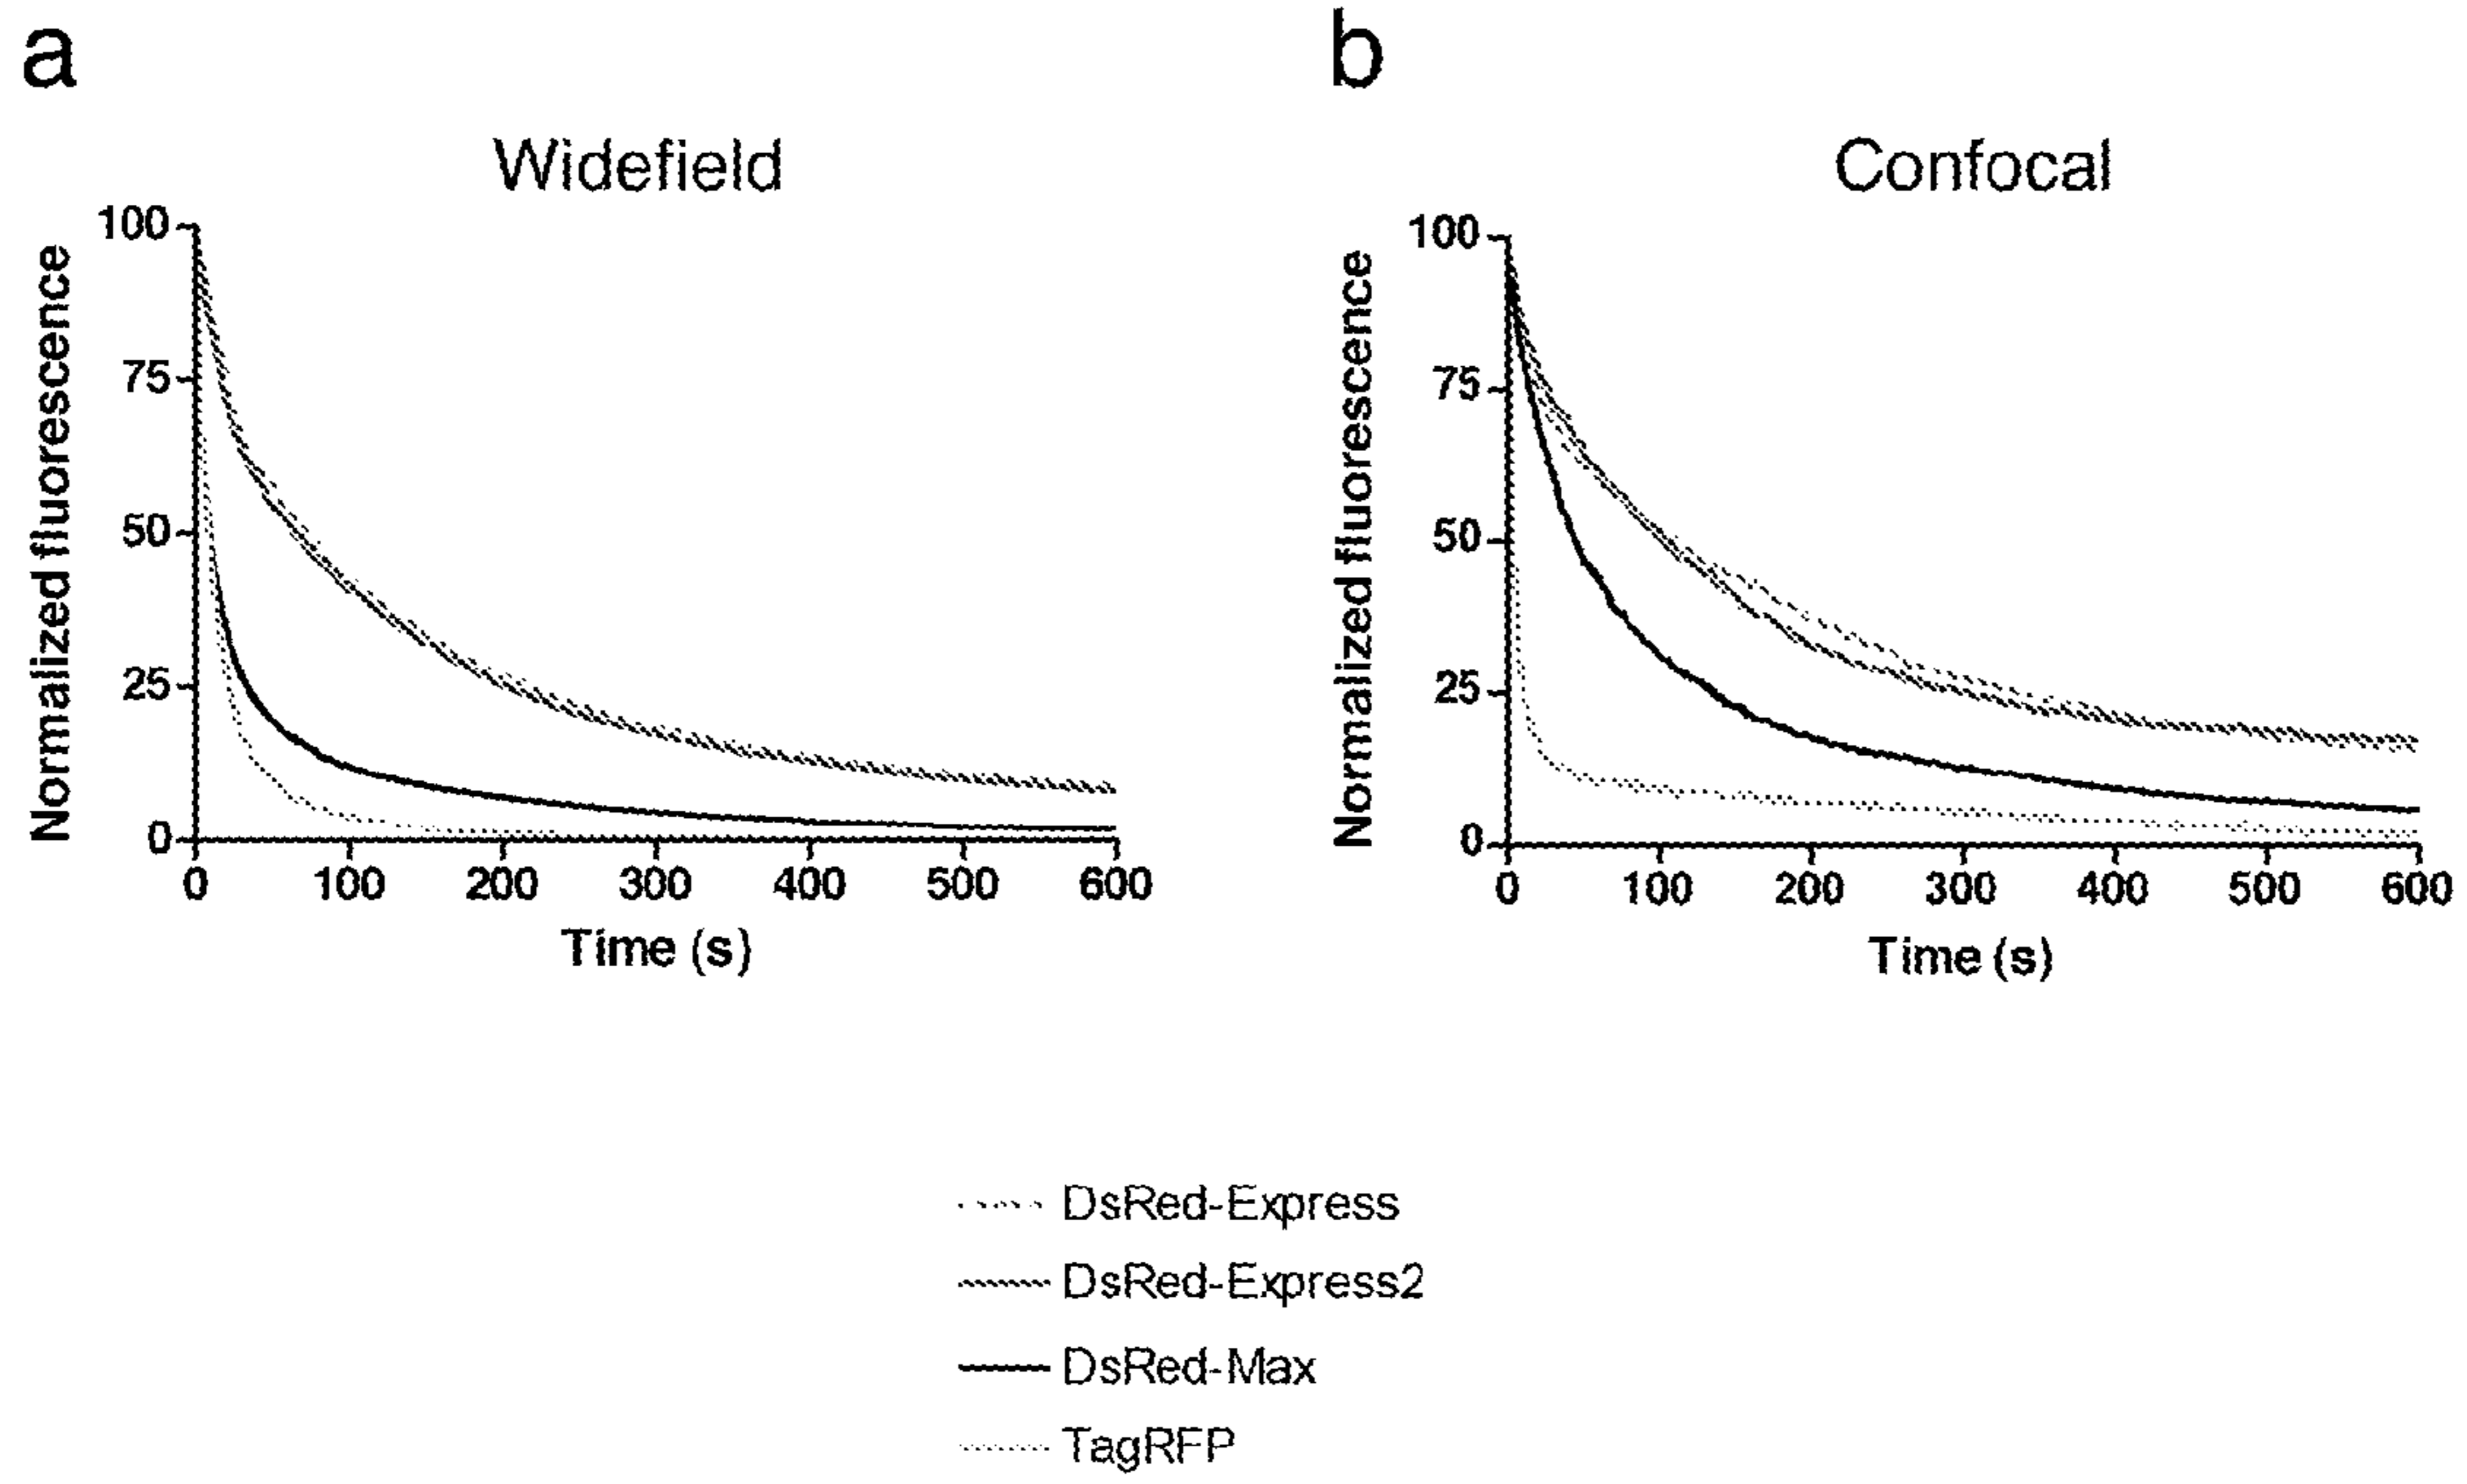 a
Widefield
Normalized fluorescence
100
75
50
25
0
0 100 200 300 400 500 600
Time (s)
b
Confocal
Normalized fluorescence
100
75
50
25
0
0 100 200 300 400 500 600
Time (s)
DsRed-Express
DsRed-Express2
DsRed-Max
TagRFP